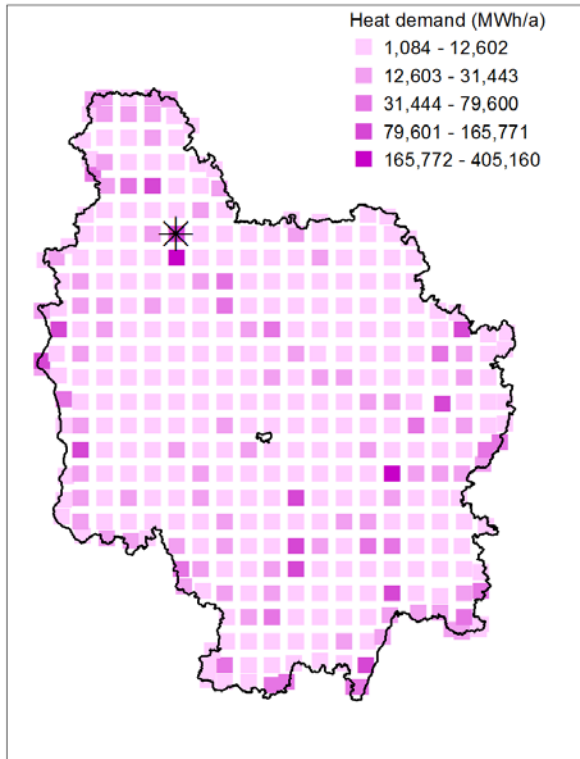 Heat demand (MWh/a)
1,084 - 12,602
12,603 - 31,443
31,444 - 79,600
79,601 - 165,771
165,772 - 405,160